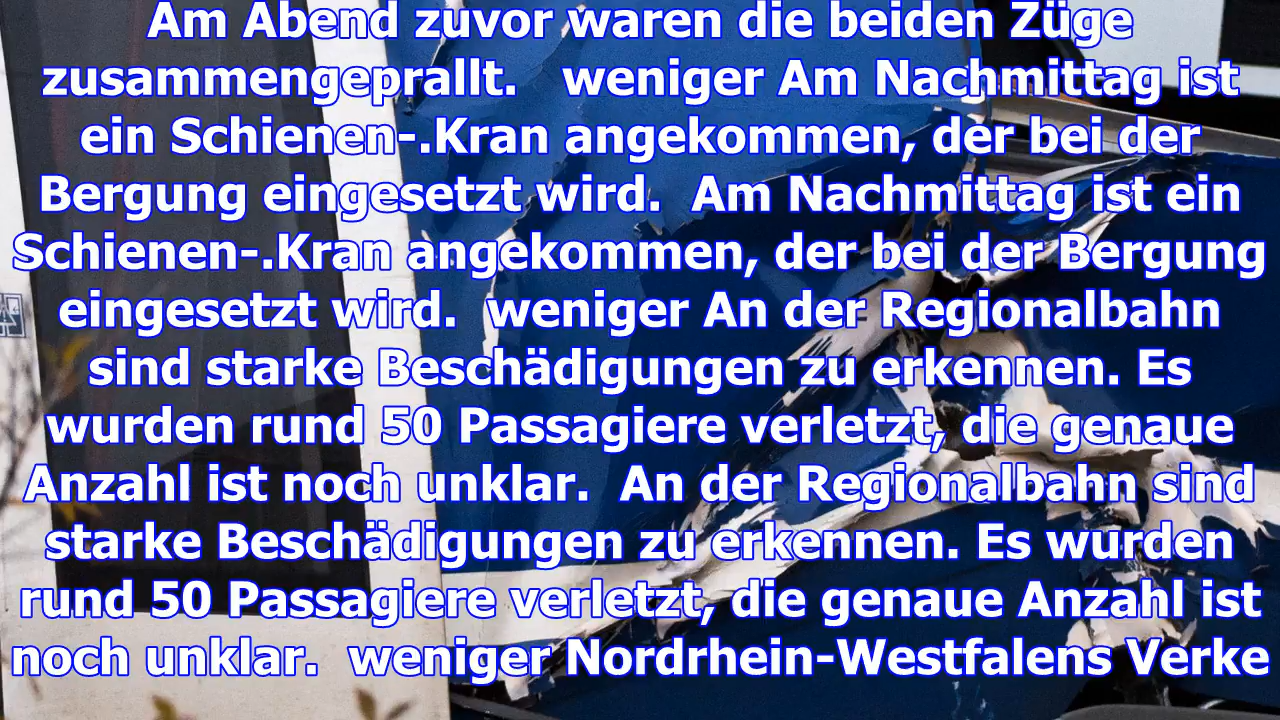 Am Abend zuvor waren die beiden Züge
zusammengeprallt.   weniger Am Nachmittag ist
ein Schienen-.Kran angekommen, der bei der
Bergung eingesetzt wird.  Am Nachmittag ist ein
Schienen-.Kran angekommen, der bei der Bergung
eingesetzt wird.  weniger An der Regionalbahn
sind starke Beschädigungen zu erkennen. Es
wurden rund 50 Passagiere verletzt, die genaue
Anzahl ist noch unklar.  An der Regionalbahn sind
starke Beschädigungen zu erkennen. Es wurden
rund 50 Passagiere verletzt, die genaue Anzahl ist
noch unklar.  weniger Nordrhein-Westfalens Verke